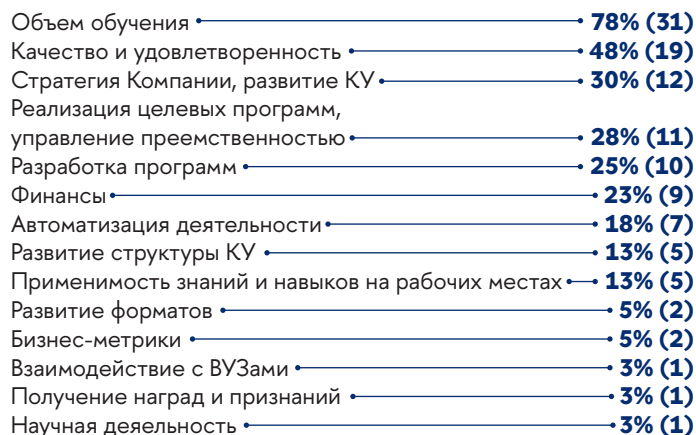 Объем обучения 78% (31)
Качество и удовлетворенность 48% (19)
Стратегия Компании, развитие КУ 30% (12)
Реализация целевых программ,
управление преемственностью 28% (11)
Разработка программ 25% (10)
Финансы 23% (9)
Автоматизация деятельности 18% (7)
Развитие структуры КУ 13% (5)
Применимость знаний и навыков на рабочих местах 13% (5)
Развитие форматов 5% (2)
Бизнес-метрики 5% (2)
Взаимодействие с ВУЗами 3% (1)
Получение наград и признаний 3% (1)
Научная деяельность 3% (1)